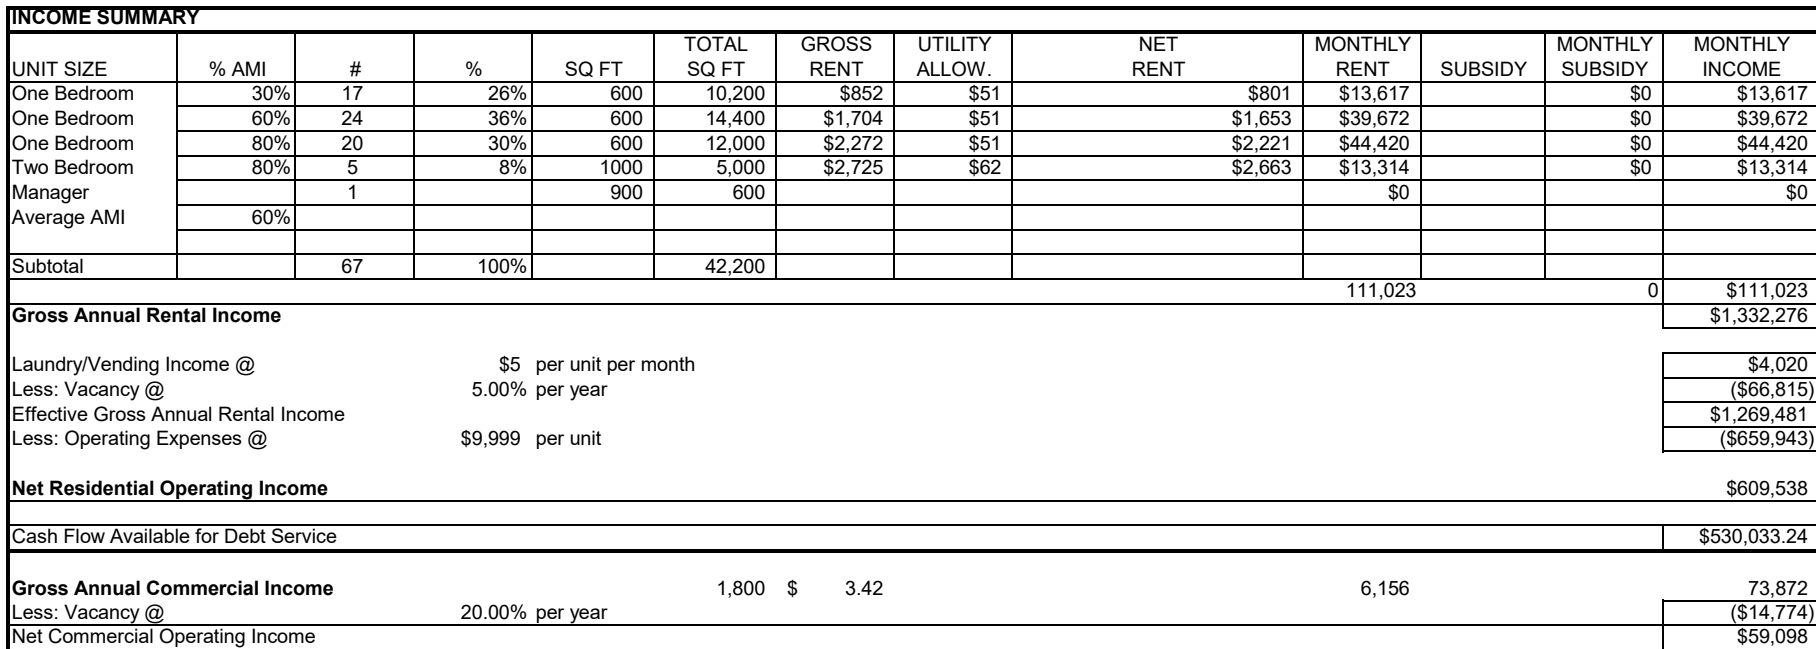 INCOME SUMMARY
TOTAL GROSS UTILITY NET MONTHLY MONTHLY MONTHLY
UNIT SIZE % AMI # % SQ FT SQ FT RENT ALLOW. RENT RENT SUBSIDY SUBSIDY INCOME
One Bedroom 30% 17 26% 600 10,200 $852 $51 $801 $13,617 $0 $13,617
One Bedroom 60% 24 36% 600 14,400 $1,704 $51 $1,653 $39,672 $0 $39,672
One Bedroom 80% 20 30% 600 12,000 $2,272 $51 $2,221 $44,420 $0 $44,420
Two Bedroom 80% 5 8% 1000 5,000 $2,725 $62 $2,663 $13,314 $0 $13,314
Manager 1 900 600 $0 $0
Average AMI 60%
Subtotal 67 100% 42,200
111,023 0 $111,023
Gross Annual Rental Income $1,332,276
Laundry/Vending Income @ $5 per unit per month $4,020
Less: Vacancy @ 5.00% per year ($66,815)
Effective Gross Annual Rental Income $1,269,481
Less: Operating Expenses @ $9,999 per unit ($659,943)
Net Residential Operating Income $609,538
Cash Flow Available for Debt Service $530,033.24
Gross Annual Commercial Income 1,800 $ 3.42 6,156 73,872
Less: Vacancy @ 20.00% per year ($14,774)
Net Commercial Operating Income $59,098